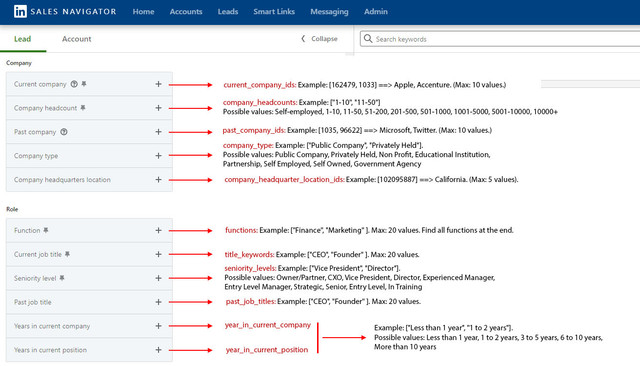 in SALES NAVIGATOR Home Accounts Leads Smart Links Messaging Admin
Lead Account Collapse Search keywords
Company
Current company + current_company_ids: Example: [162479, 1033] ==> Apple, Accenture. (Max: 10 values.)
Company headcount + company_headcounts: Example: ["1-10", "11-50"]
Possible values: Self-employed, 1-10, 11-50, 51-200, 201-500, 501-1000, 1001-5000, 5001-10000, 10000+
Past company + past_company_ids: Example: [1035, 96622] ==> Microsoft, Twitter. (Max: 10 values.)
Company type + company_type: Example: ["Public Company", "Privately Held"].
Possible values: Public Company, Privately Held, Non Profit, Educational Institution,
Partnership, Self Employed, Self Owned, Government Agency
Company headquarters location + company_headquarter_location_ids: Example: [102095887] ==> California. (Max: 5 values).
Role
Function + functions: Example: ["Finance", "Marketing" ]. Max: 20 values. Find all functions at the end.
Current job title + title_keywords: Example: ["CEO", "Founder" ]. Max: 20 values.
Seniority level + seniority_levels: Example: ["Vice President", "Director"].
Possible values: Owner/Partner, CXO, Vice President, Director, Experienced Manager,
Entry Level Manager, Strategic, Senior, Entry Level, In Training
Past job title + past_job_titles: Example: ["CEO", "Founder" ]. Max: 20 values.
Years in current company + year_in_current_company
Years in current position + year_in_current_position
Example: ["Less than 1 year", "1 to 2 years"].
Possible values: Less than 1 year, 1 to 2 years, 3 to 5 years, 6 to 10 years,
More than 10 years